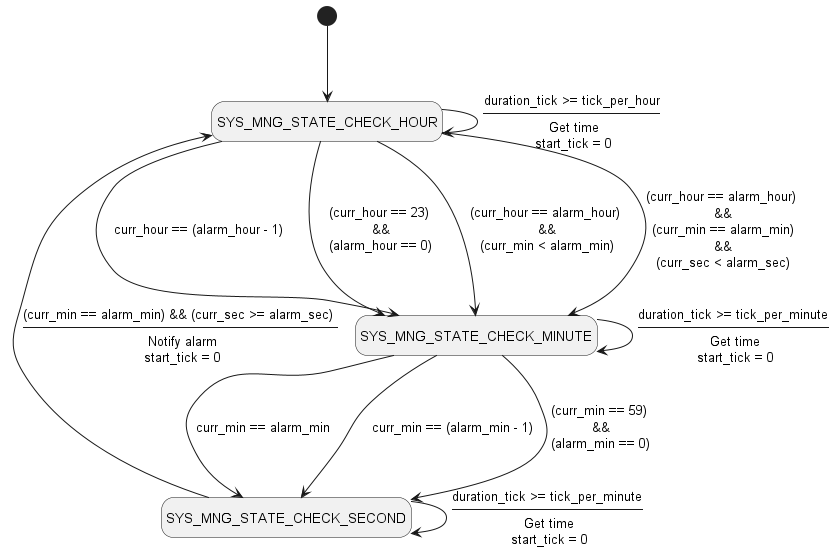 duration_tick >= tick_per_hour
SYS_MNG_STATE_CHECK_HOUR
Get time
start_tick = 0
curr_hour == (alarm_hour - 1)
(curr_hour == 23)
&&
(alarm_hour == 0)
(curr_hour == alarm_hour)
&&
(curr_min < alarm_min)
(curr_hour == alarm_hour)
&&
(curr_min == alarm_min)
&&
(curr_sec < alarm_sec)
(curr_min == alarm_min) && (curr_sec >= alarm_sec)
Notify alarm
start_tick = 0
SYS_MNG_STATE_CHECK_MINUTE
duration_tick >= tick_per_minute
Get time
start_tick = 0
curr_min == alarm_min
curr_min == (alarm_min - 1)
(curr_min == 59)
&&
(alarm_min == 0)
SYS_MNG_STATE_CHECK_SECOND
duration_tick >= tick_per_minute
Get time
start_tick = 0